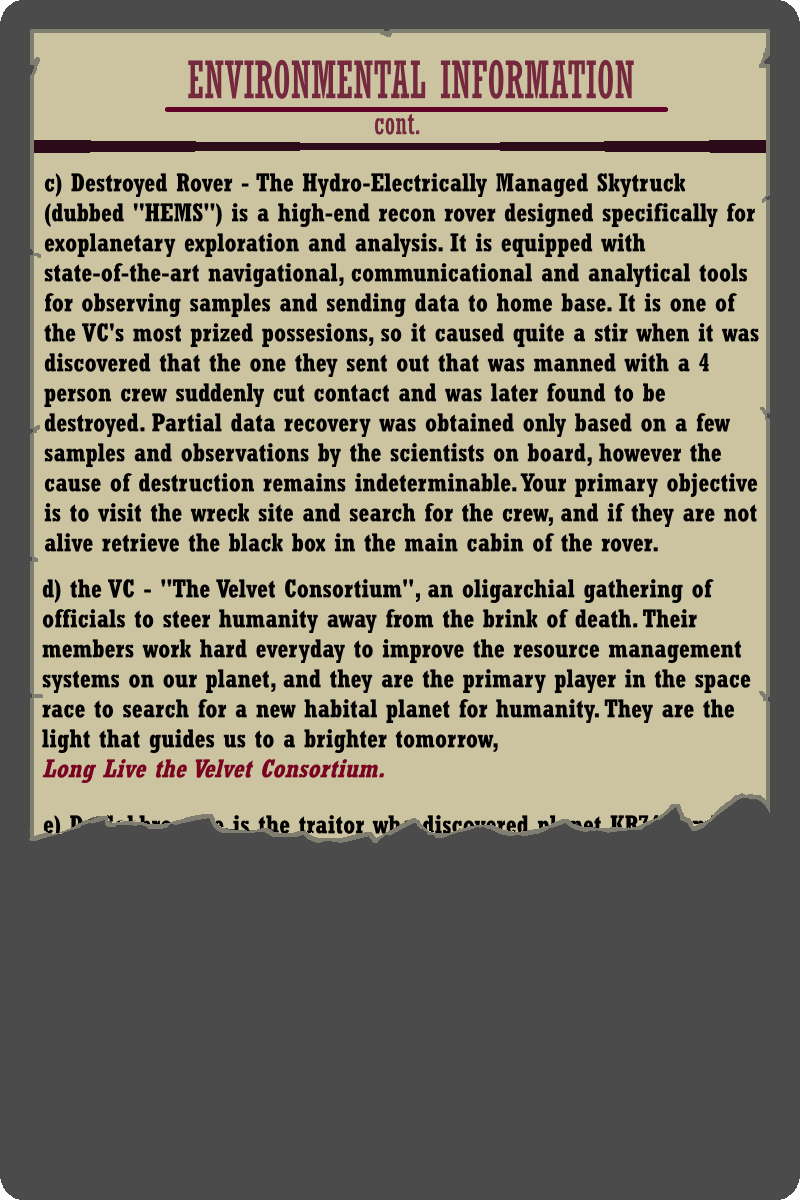 ENVIRONMENTAL INFORMATION
cont.
c) Destroyed Rover - The Hydro-Electrically Managed Skytruck
(dubbed "HEMS") is a high-end recon rover designed specifically for
exoplanetary exploration and analysis. It is equipped with
state-of-the-art navigational, communicational and analytical tools
for observing samples and sending data to home base. It is one of
the VC's most prized possesions, so it caused quite a stir when it was
discovered that the one they sent out that was manned with a 4
person crew suddenly cut contact and was later found to be
destroyed. Partial data recovery was obtained only based on a few
samples and observations by the scientists on board, however the
cause of destruction remains indeterminable. Your primary objective
is to visit the wreck site and search for the crew, and if they are not
alive retrieve the black box in the main cabin of the rover.
d) the VC - "The Velvet Consortium", an oligarchial gathering of
officials to steer humanity away from the brink of death. Their
members work hard everyday to improve the resource management
systems on our planet, and they are the primary player in the space
race to search for a new habital planet for humanity. They are the
light that guides us to a brighter tomorrow,
Long Live the Velvet Consortium.
e) is the traitor who discovered planet